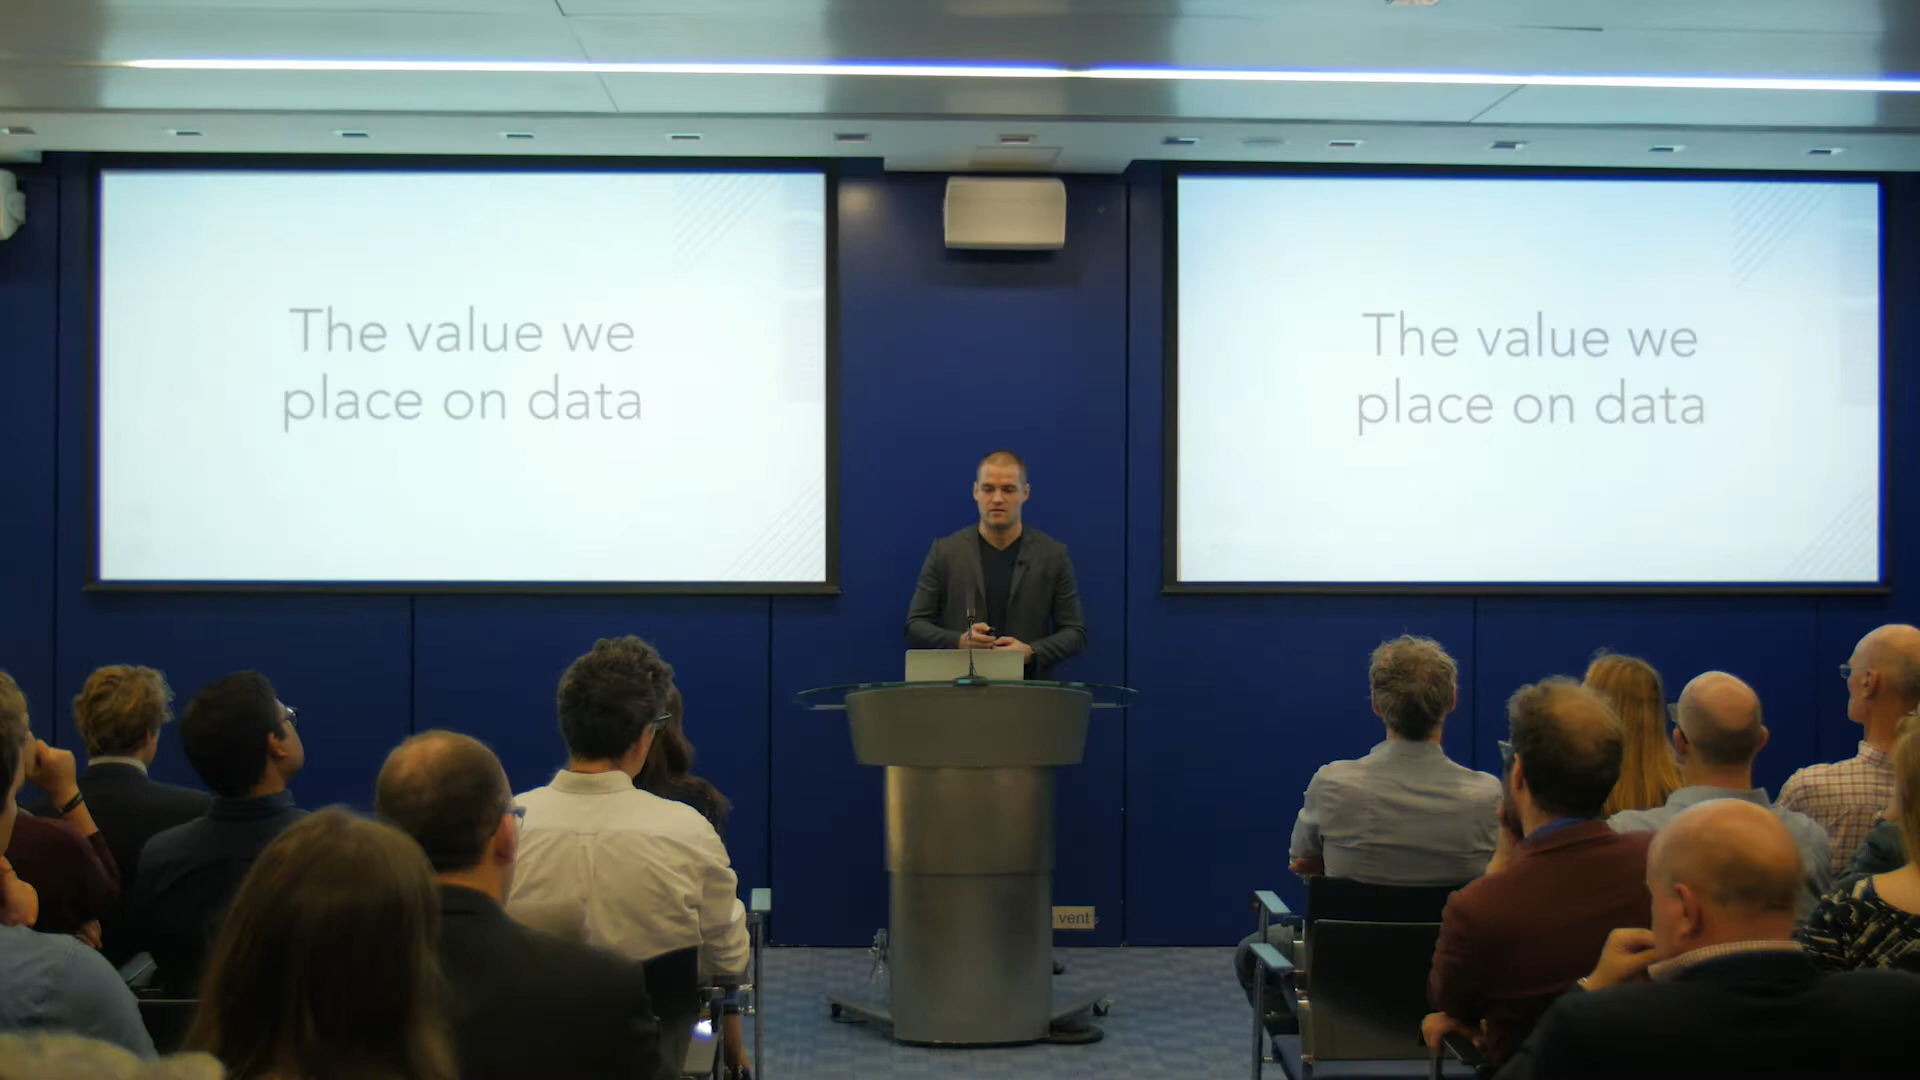 The value we
place on data
The value we
place on data
vent